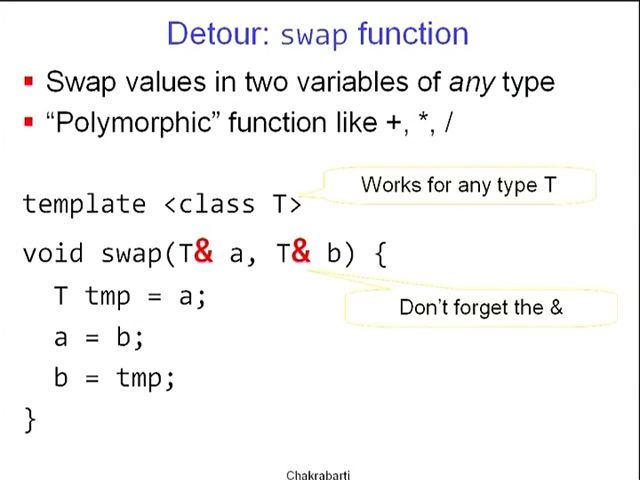 Detour: swap function
Swap values in two variables of any type
“Polymorphic” function like +, *, /
Works for any type T
template <class T>
void swap(T& a, T& b) {
T tmp = a;
Don’t forget the &
a = b;
b = tmp;
}
Chakrabarti